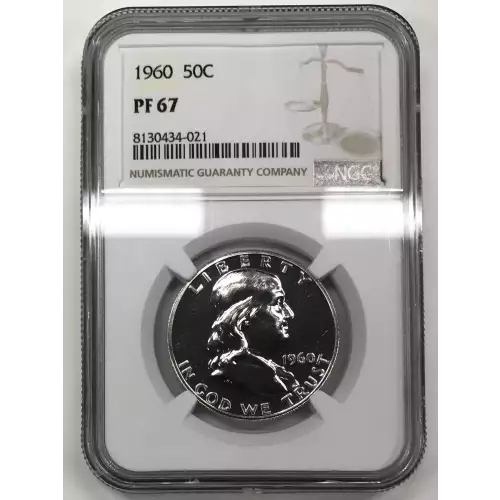 1960 50C
PF 67
8130434-021
NUMISMATIC GUARANTY COMPANY
NGC
LIBERTY
1960
IN GOD WE TRUST